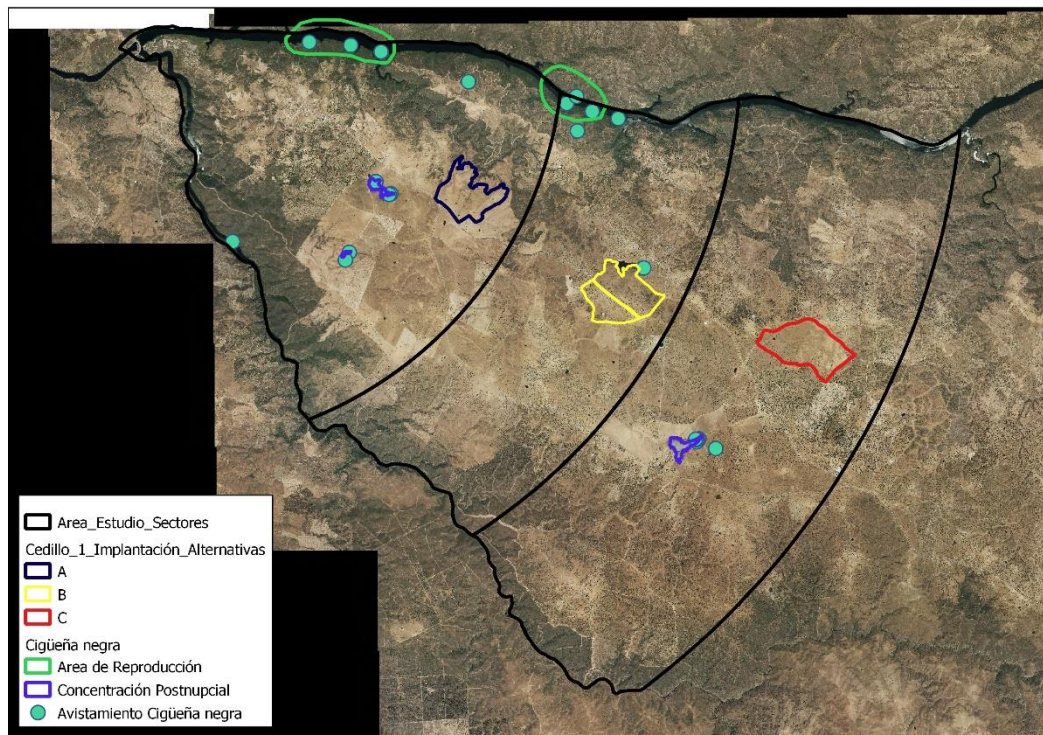 Area_Estudio_Sectores
Cedillo_1_Implantación_Alternativas
A
B
C
Cigüeña negra
Area de Reproducción
Concentración Postnupcial
Avistamiento Cigüeña negra